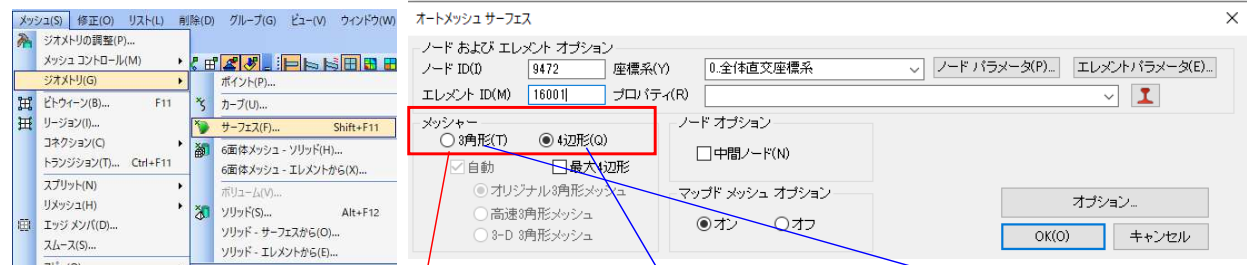 メッシュ(S) 修正(O) リスト(L) 削除(D) グループ(G) ビュー(V) ウィンドウ(W)
ジオメトリの調整(P)...
メッシュ コントロール(M)
ジオメトリ(G)
ビトウィーン(B)... F11
リージョン(I)...
コネクション(C)
トランジション(T)... Ctrl+F11
スプリット(N)
リメッシュ(H)
エッジ メンバ(D)...
スムース(S)...
ポイント(P)...
カーブ(U)...
サーフェス(F)... Shift+F11
6面体メッシュ - ソリッド(H)...
6面体メッシュ - エレメントから(X)...
ボリューム(V)...
ソリッド(S)... Alt+F12
ソリッド - サーフェスから(O)...
ソリッド - エレメントから(E)...
オートメッシュ サーフェス
ノード および エレメント オプション
ノード ID(I) 9472 座標系(Y) 0.全体直交座標系 ノード パラメータ(P)... エレメントパラメータ(E)...
エレメント ID(M) 16001 プロパティ(R)
メッシャー
3角形(T) 4辺形(Q)
自動 最大4辺形
オリジナル3角形メッシュ
高速3角形メッシュ
3-D 3角形メッシュ
ノード オプション
中間ノード(N)
マップド メッシュ オプション
オン オフ
オプション...
OK(O) キャンセル